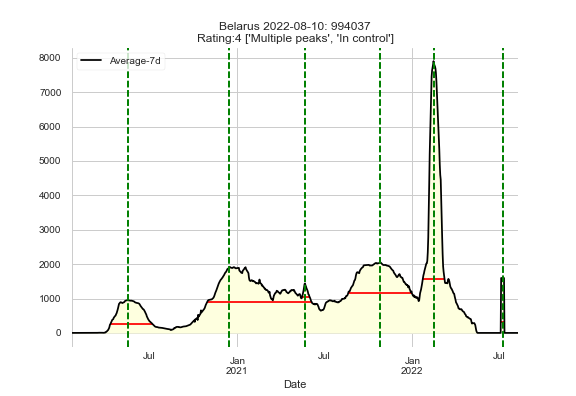 Belarus 2022-08-10: 994037
Rating:4 ['Multiple peaks', 'In control']
Average-7d
8000
7000
6000
5000
4000
3000
2000
1000
0
Jul
Jan
2021
Jul
Jan
2022
Jul
Date